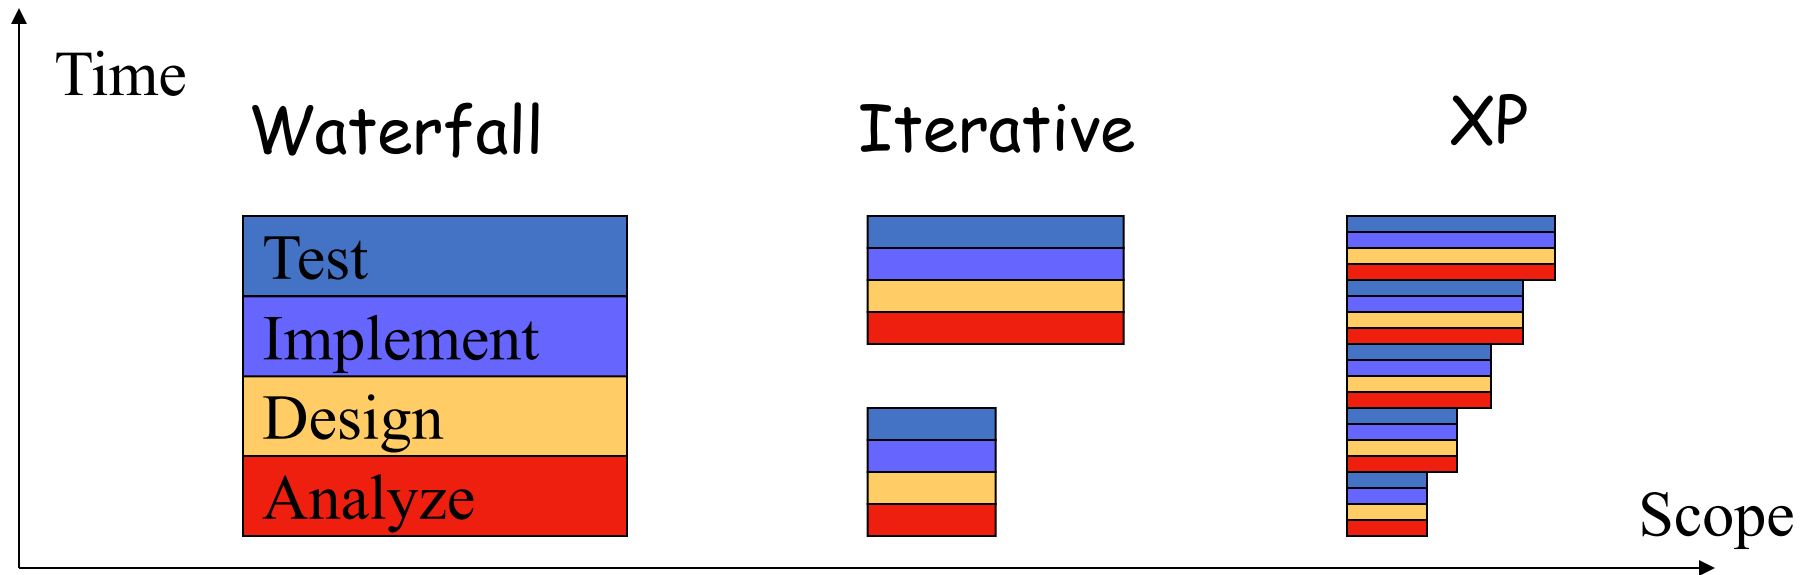 Time
Waterfall
Iterative
XP
Test
Implement
Design
Analyze
Scope